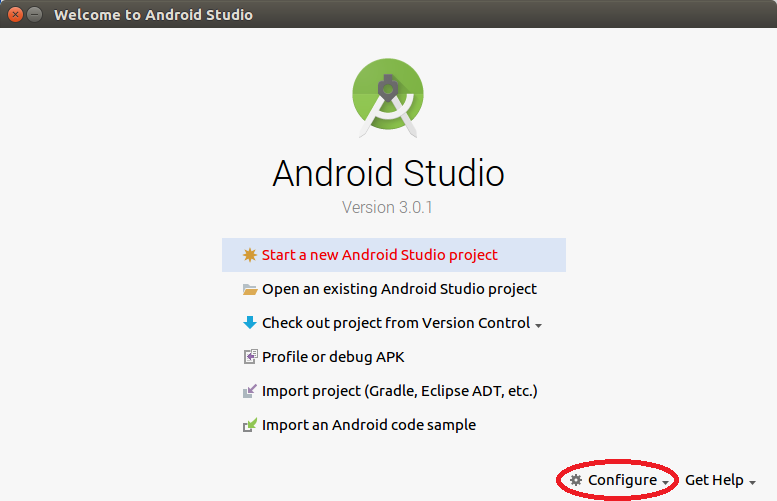 Welcome to Android Studio
Android Studio
Version 3.0.1
Start a new Android Studio project
Open an existing Android Studio project
Check out project from Version Control
Profile or debug APK
Import project (Gradle, Eclipse ADT, etc.)
Import an Android code sample
Configure Get Help